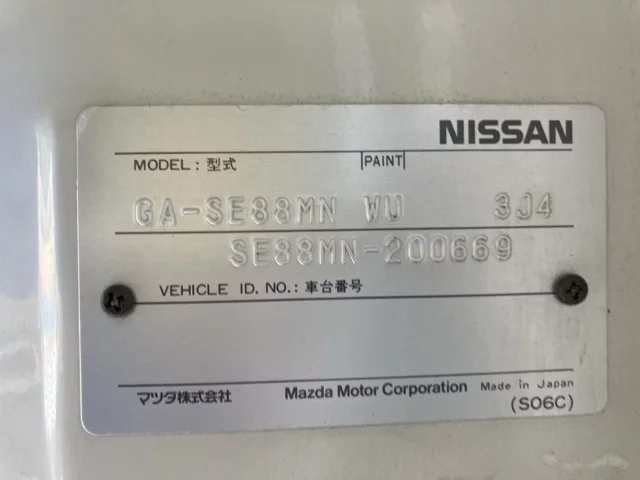 NISSAN
MODEL: 型式 PAINT
GA-SE88MN WU 3J4
SE88MN-200669
VEHICLE ID. NO.: 車台番号
マツダ株式会社 Mazda Motor Corporation Made in Japan
(S06C)